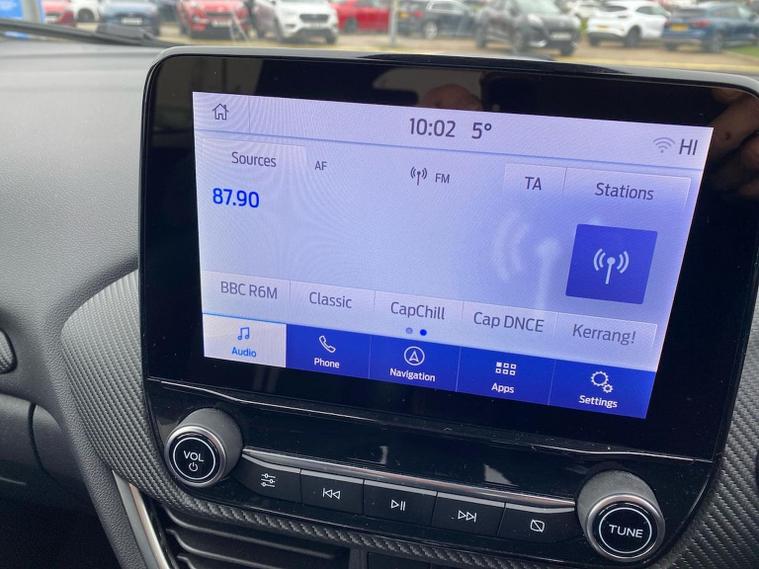 10:02 5° HI
Sources AF FM TA Stations
87.90
BBC R6M Classic CapChill Cap DNCE Kerrang!
Audio Phone Navigation Apps Settings
VOL
TUNE